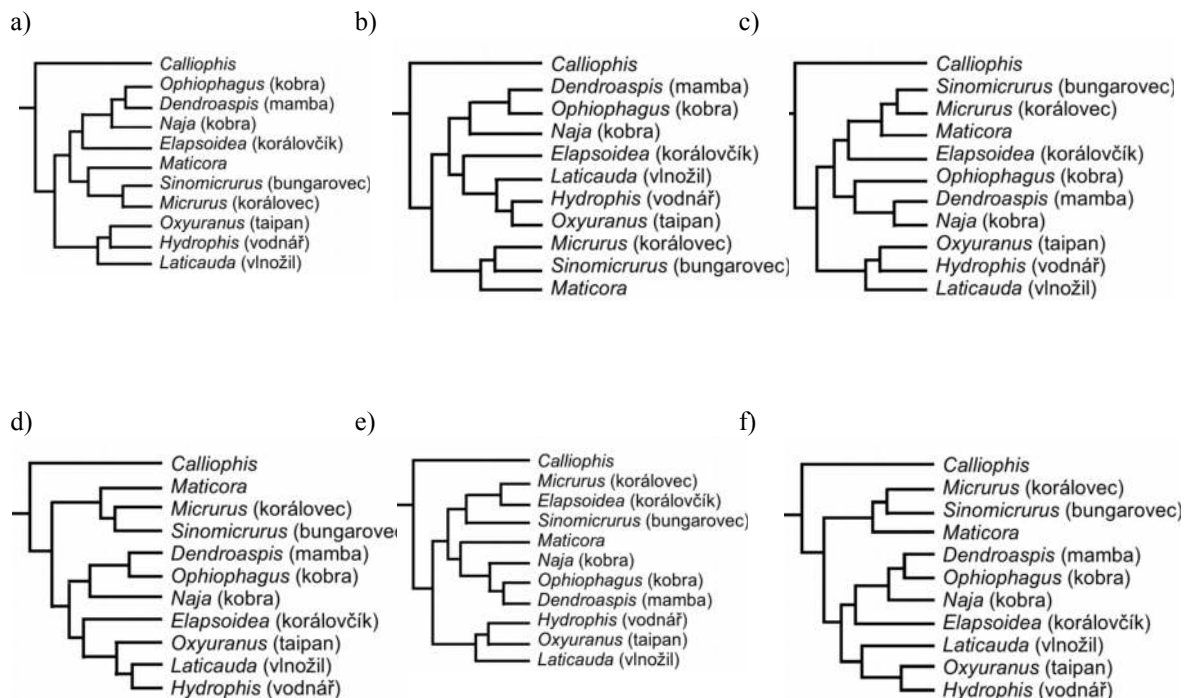 a)
Calliophis
Ophiophagus (kobra)
Dendroaspis (mamba)
Naja (kobra)
Elapsoidea (korálovčík)
Maticora
Sinomicrurus (bungarovec)
Micrurus (korálovec)
Oxyuranus (taipan)
Hydrophis (vodnář)
Laticauda (vlnožil)
b)
Calliophis
Dendroaspis (mamba)
Ophiophagus (kobra)
Naja (kobra)
Elapsoidea (korálovčík)
Laticauda (vlnožil)
Hydrophis (vodnář)
Oxyuranus (taipan)
Micrurus (korálovec)
Sinomicrurus (bungarovec)
Maticora
c)
Calliophis
Sinomicrurus (bungarovec)
Micrurus (korálovec)
Maticora
Elapsoidea (korálovčík)
Ophiophagus (kobra)
Dendroaspis (mamba)
Naja (kobra)
Oxyuranus (taipan)
Hydrophis (vodnář)
Laticauda (vlnožil)
d)
Calliophis
Maticora
Micrurus (korálovec)
Sinomicrurus (bungarovec)
Dendroaspis (mamba)
Ophiophagus (kobra)
Naja (kobra)
Elapsoidea (korálovčík)
Oxyuranus (taipan)
Laticauda (vlnožil)
Hydrophis (vodnář)
e)
Calliophis
Micrurus (korálovec)
Elapsoidea (korálovčík)
Sinomicrurus (bungarovec)
Maticora
Naja (kobra)
Ophiophagus (kobra)
Dendroaspis (mamba)
Hydrophis (vodnář)
Oxyuranus (taipan)
Laticauda (vlnožil)
f)
Calliophis
Micrurus (korálovec)
Sinomicrurus (bungarovec)
Maticora
Dendroaspis (mamba)
Ophiophagus (kobra)
Naja (kobra)
Elapsoidea (korálovčík)
Laticauda (vlnožil)
Oxyuranus (taipan)
Hydrophis (vodnář)